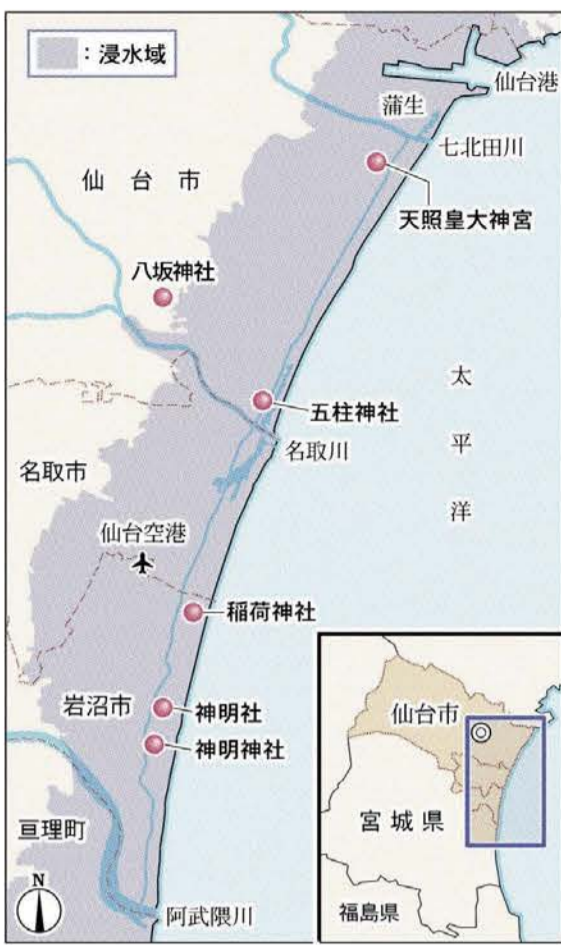 ：浸水域
仙台港
蒲生
七北田川
仙台市
天照皇大神宮
八坂神社
太平洋
五柱神社
名取川
名取市
仙台空港
稲荷神社
岩沼市
神明社
神明神社
亘理町
N
阿武隈川
仙台市
宮城県
福島県